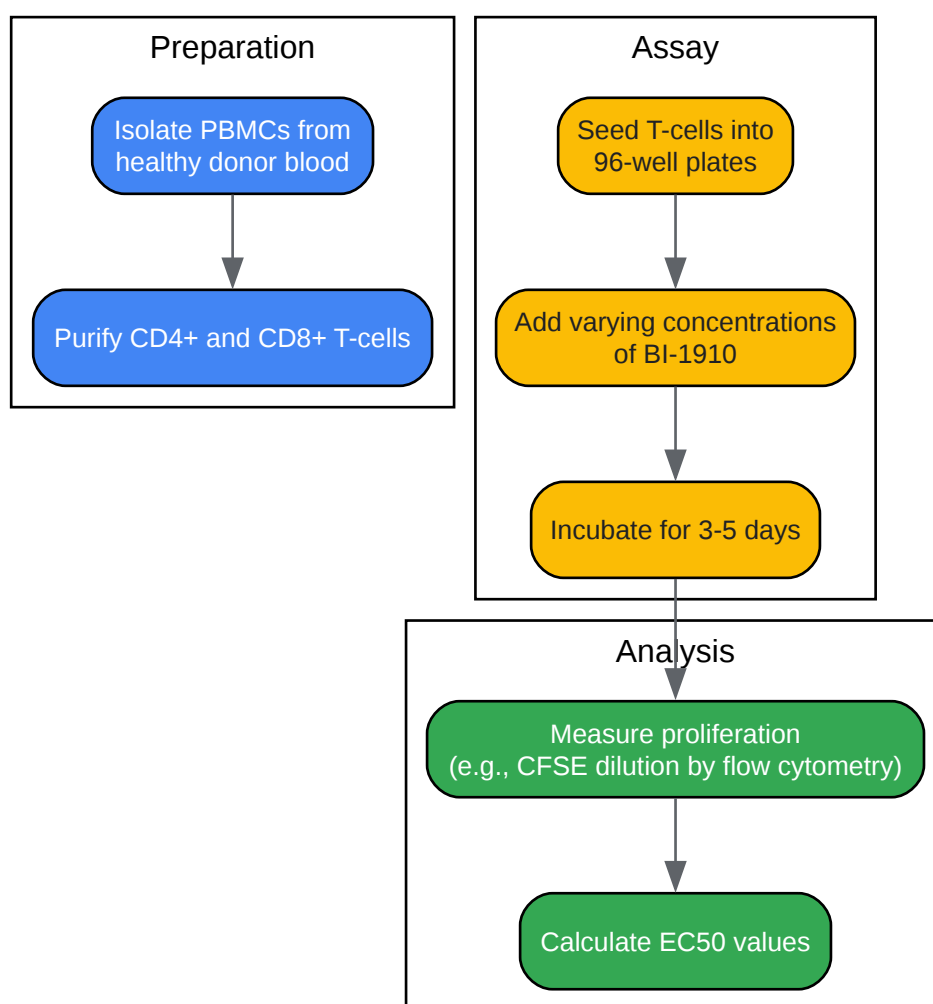 Preparation
Isolate PBMCs from
healthy donor blood
Purify CD4+ and CD8+ T-cells
Assay
Seed T-cells into
96-well plates
Add varying concentrations
of BI-1910
Incubate for 3-5 days
Analysis
Measure proliferation
(e.g., CFSE dilution by flow cytometry)
Calculate EC50 values